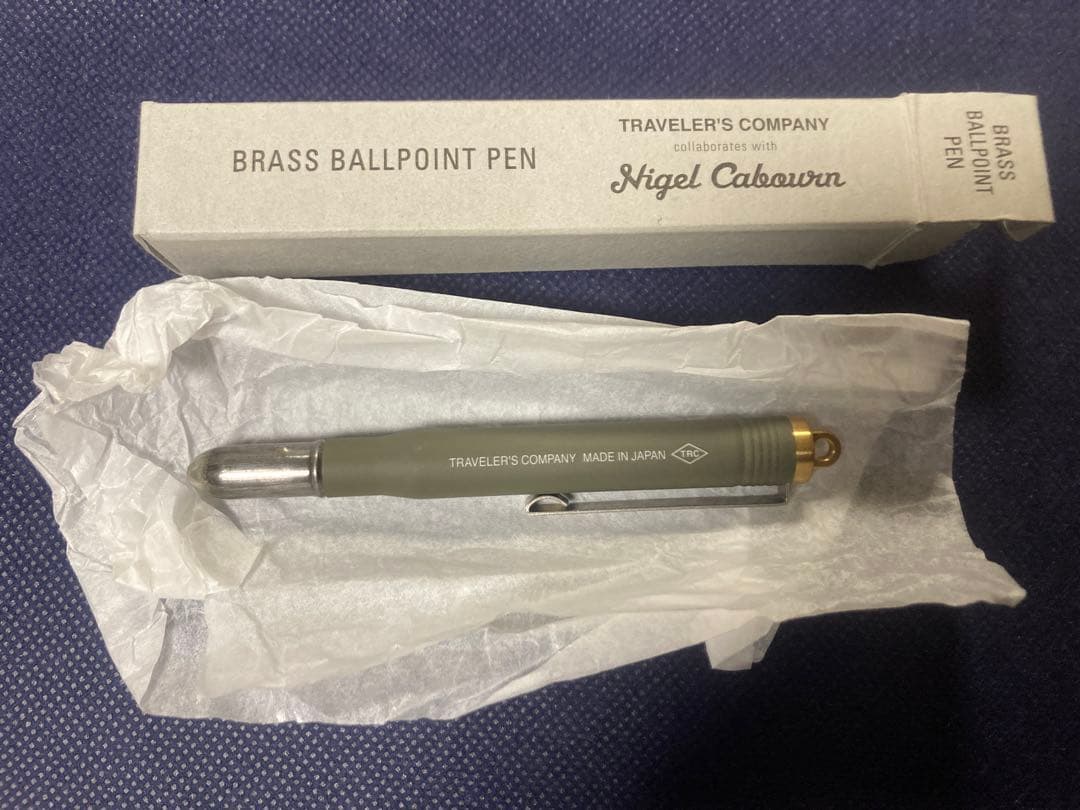 BRASS BALLPOINT PEN
TRAVELER'S COMPANY
collaborates with
Nigel Cabourn
BRASS
BALLPOINT
PEN
TRAVELER'S COMPANY MADE IN JAPAN TRC